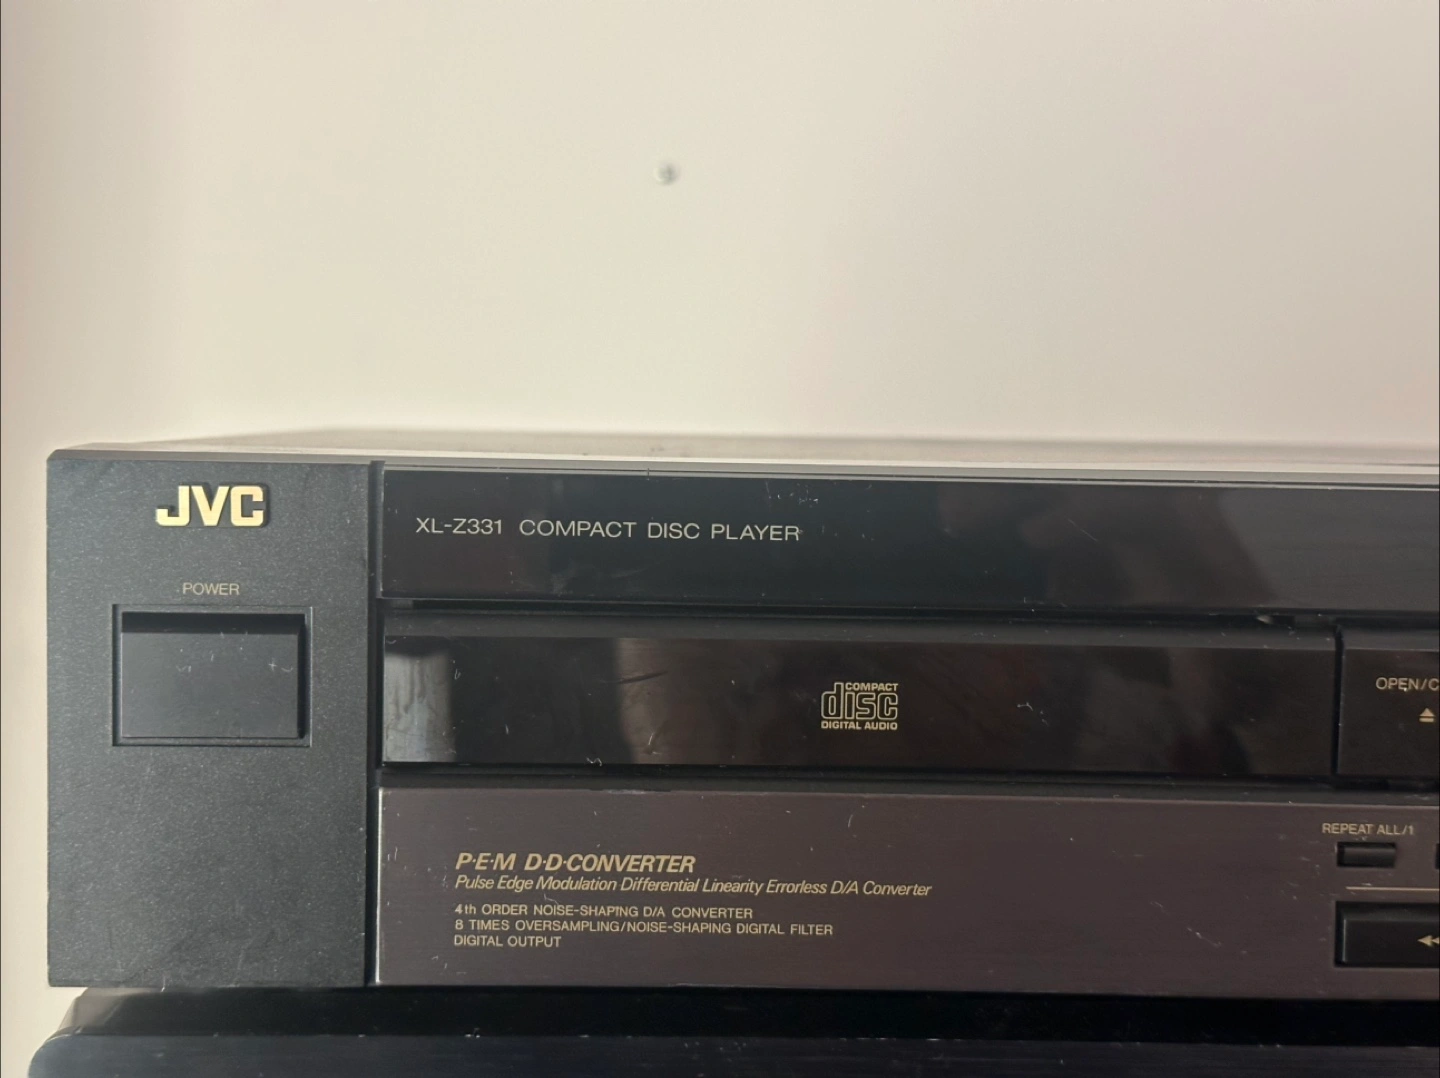 JVC
XL-Z331 COMPACT DISC PLAYER
POWER
COMPACT
disc
DIGITAL AUDIO
OPEN/C
REPEAT ALL/1
P·E·M D·D·CONVERTER
Pulse Edge Modulation Differential Linearity Errorless D/A Converter
4th ORDER NOISE-SHAPING D/A CONVERTER
8 TIMES OVERSAMPLING/NOISE-SHAPING DIGITAL FILTER
DIGITAL OUTPUT